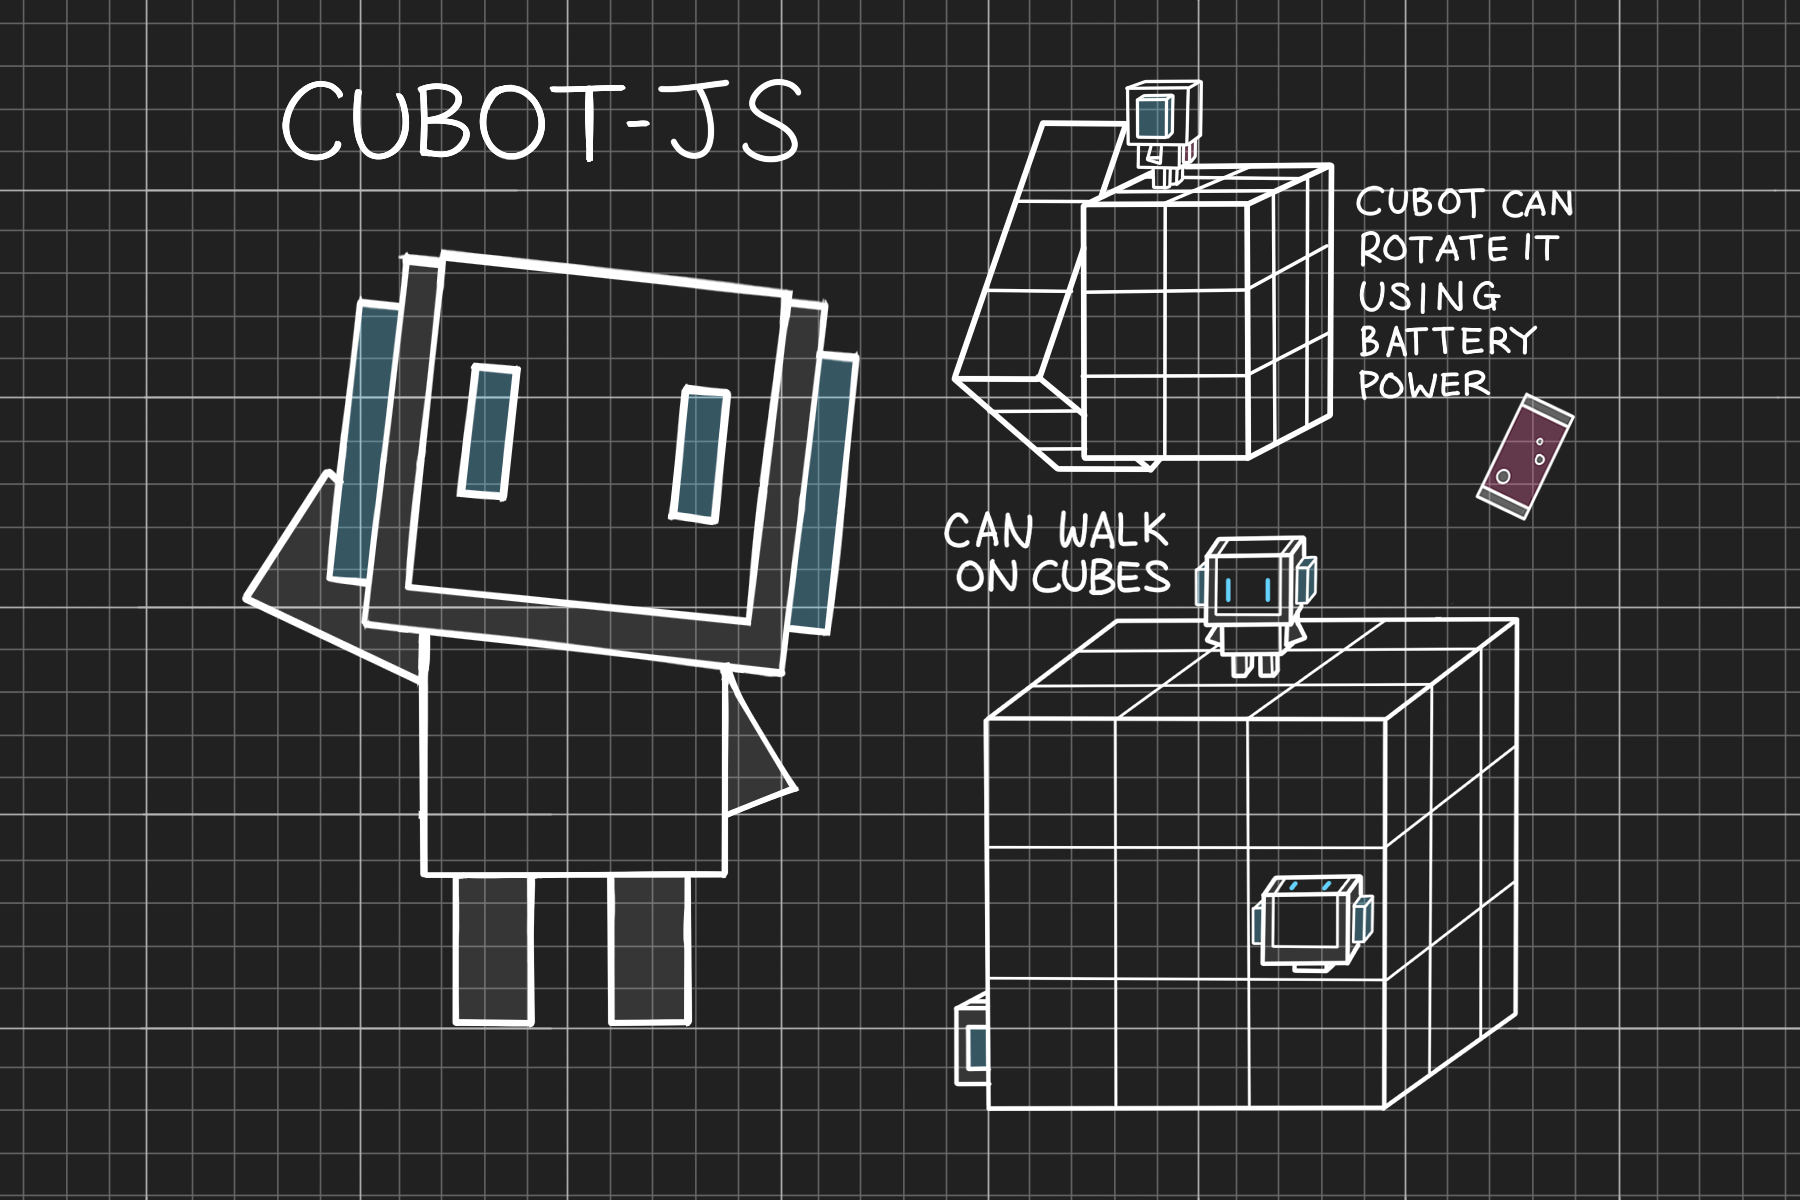 CUBOT-JS
CUBOT CAN
ROTATE IT
USING
BATTERY
POWER
CAN WALK
ON CUBES